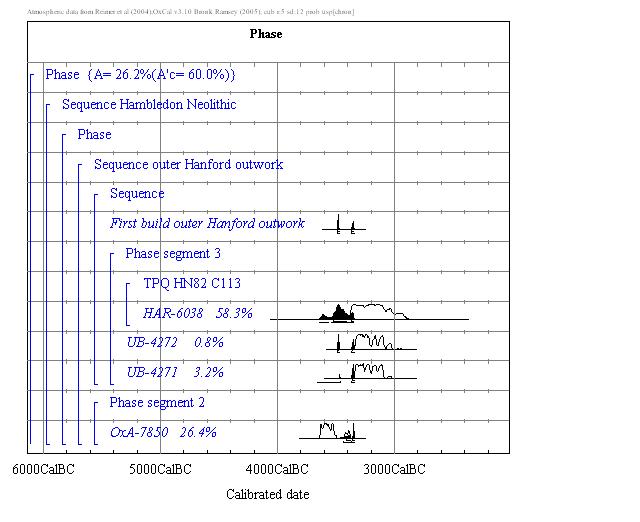 Atmospheric data from Reimer et al (2004);OxCal v3.10 Bronk Ramsey (2005); cub r:5 sd:12 prob usp[chron]
Phase
Phase {A= 26.2%(A'c= 60.0%)}
Sequence Hambledon Neolithic
Phase
Sequence outer Hanford outwork
Sequence
First build outer Hanford outwork
Phase segment 3
TPQ HN82 C113
HAR-6038 58.3%
UB-4272 0.8%
UB-4271 3.2%
Phase segment 2
OxA-7850 26.4%
6000CalBC 5000CalBC 4000CalBC 3000CalBC
Calibrated date